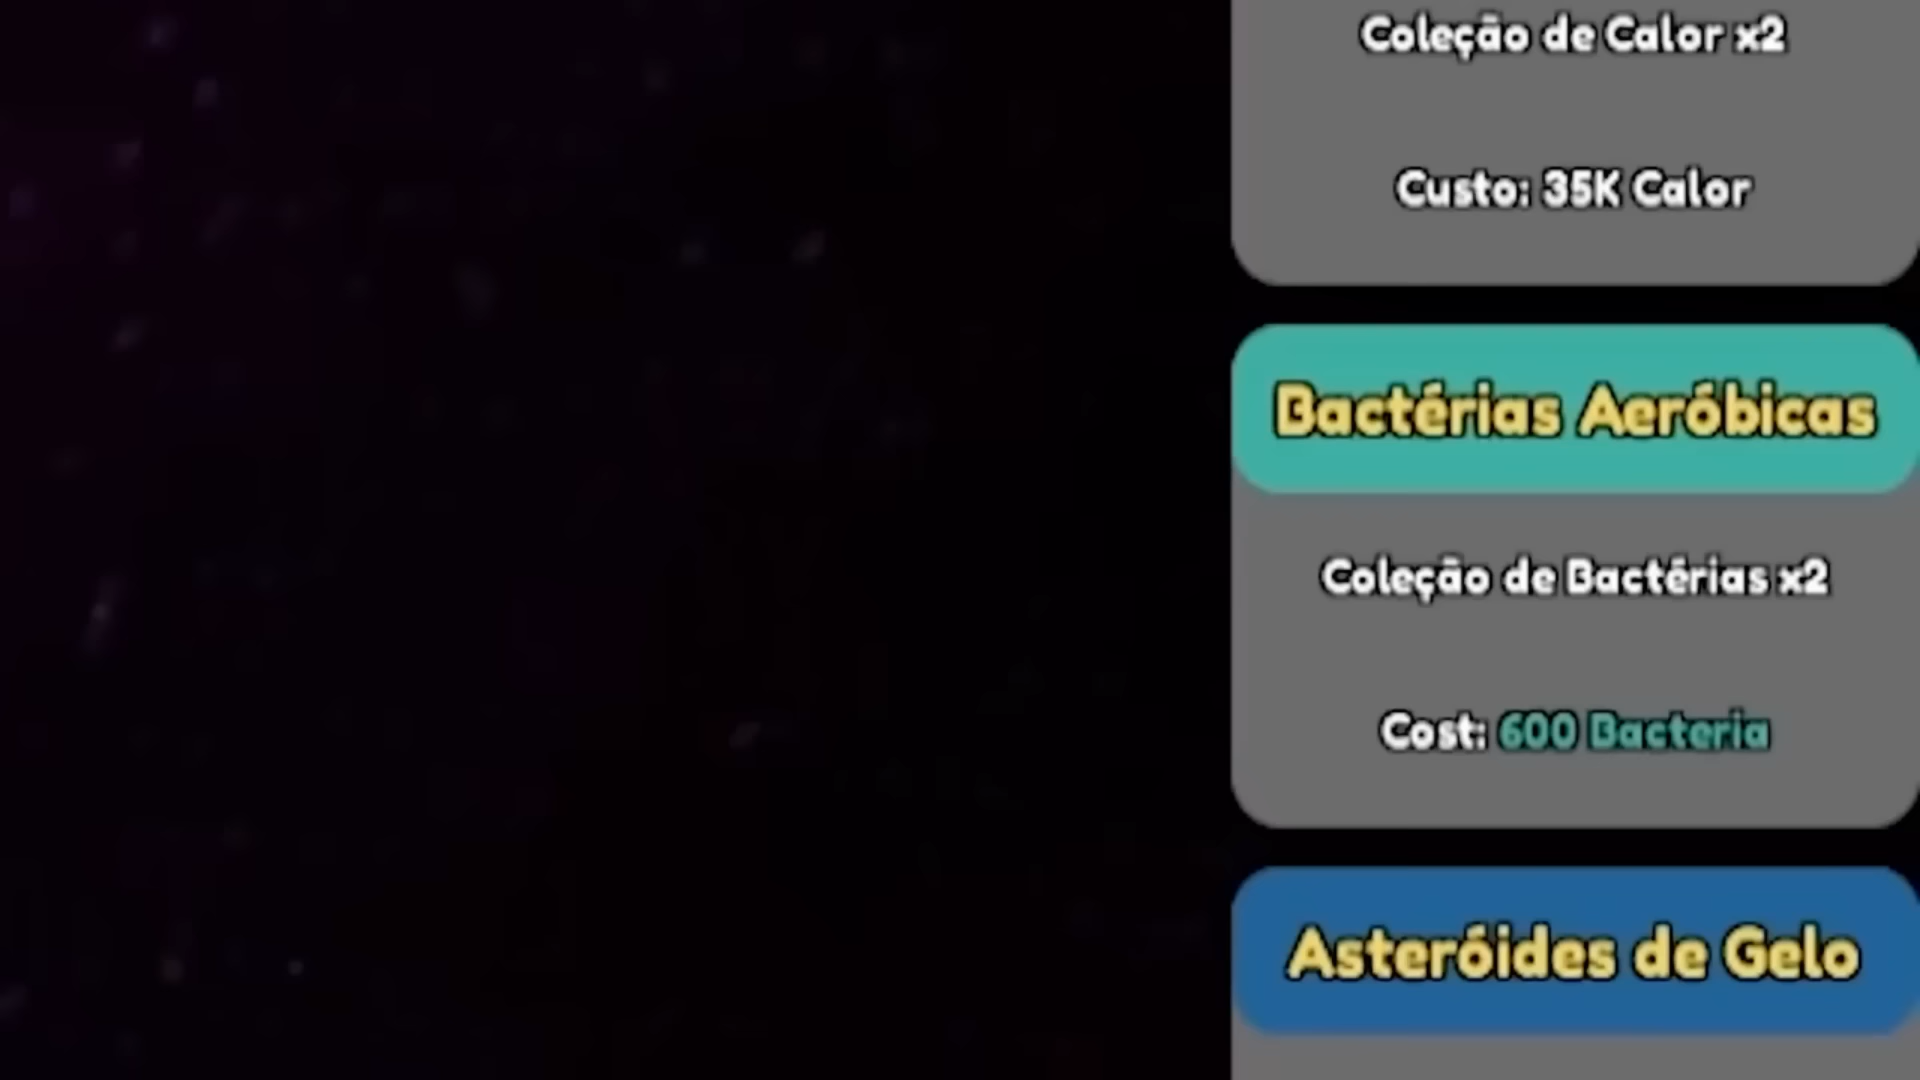 Coleção de Calor x2
Custo: 35K Calor
Bactérias Aeróbicas
Coleção de Bactérias x2
Cost: 600 Bacteria
Asteróides de Gelo